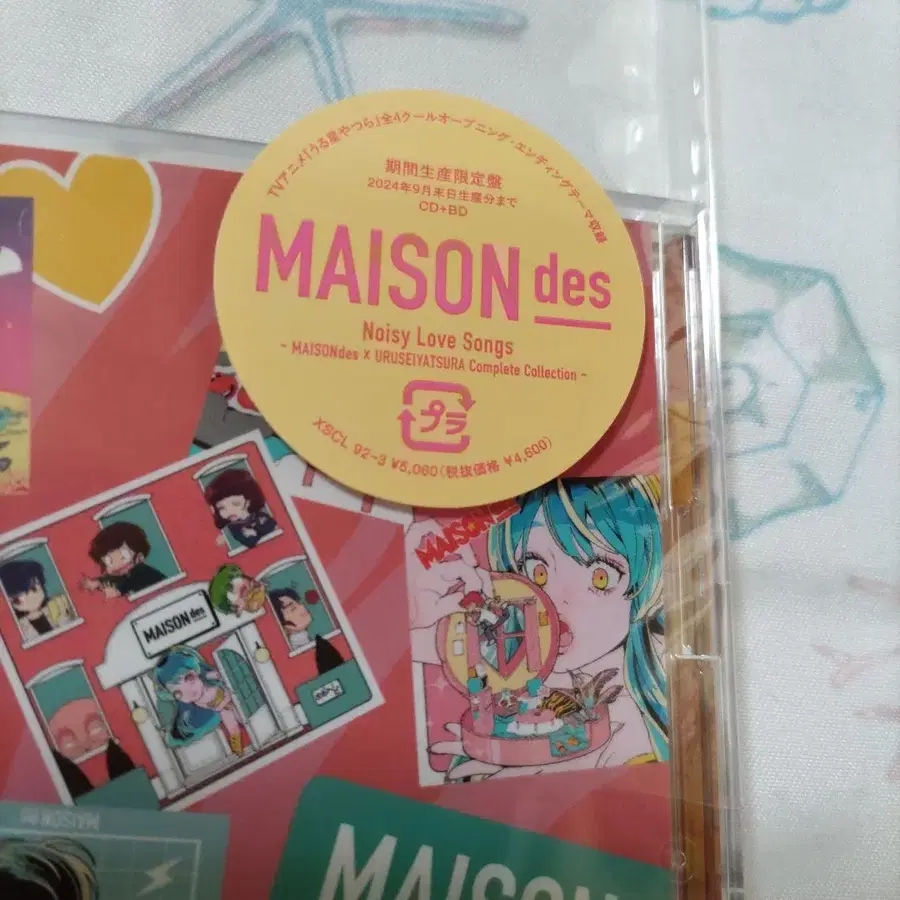 TVアニメ「うる星やつら」全4クールオープニング・エンディングテーマ収録
期間生産限定盤
2024年9月末日生産分まで
CD+BD
MAISON des
Noisy Love Songs
- MAISONdes × URUSEIYATSURA Complete Collection -
プラ
XSCL 92-3 ¥5,060(税抜価格 ¥4,600)
MAISONdes
MAISON des
MAISON